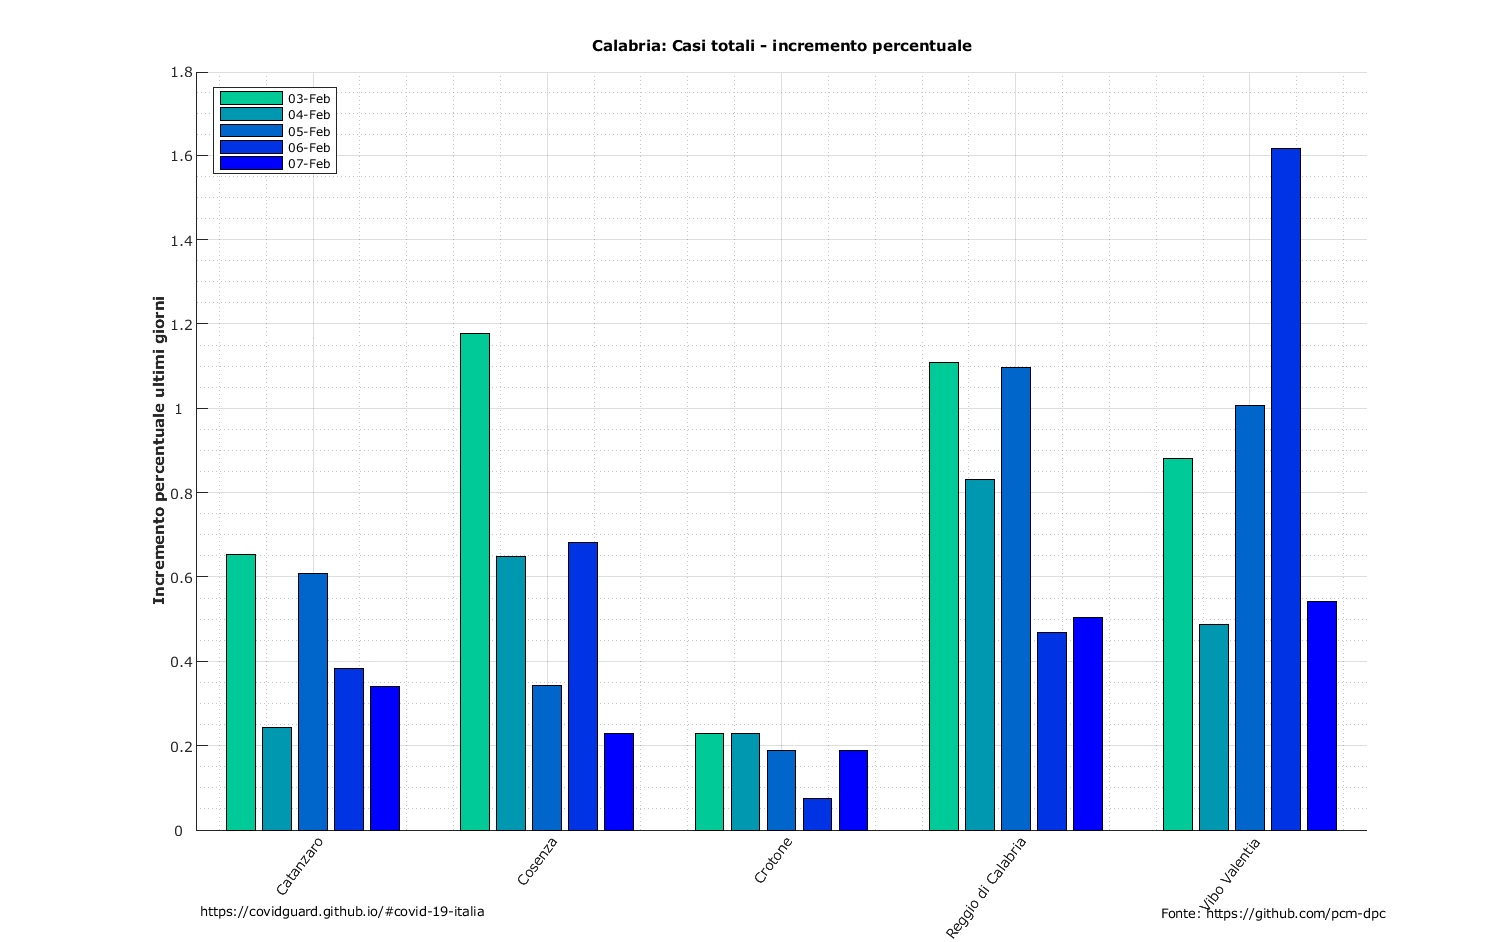 Calabria: Casi totali - incremento percentuale
Incremento percentuale ultimi giorni
1.8
1.6
1.4
1.2
1
0.8
0.6
0.4
0.2
0
03-Feb
04-Feb
05-Feb
06-Feb
07-Feb
Catanzaro
Cosenza
Crotone
Reggio di Calabria
Vibo Valentia
https://covidguard.github.io/#covid-19-italia
Fonte: https://github.com/pcm-dpc